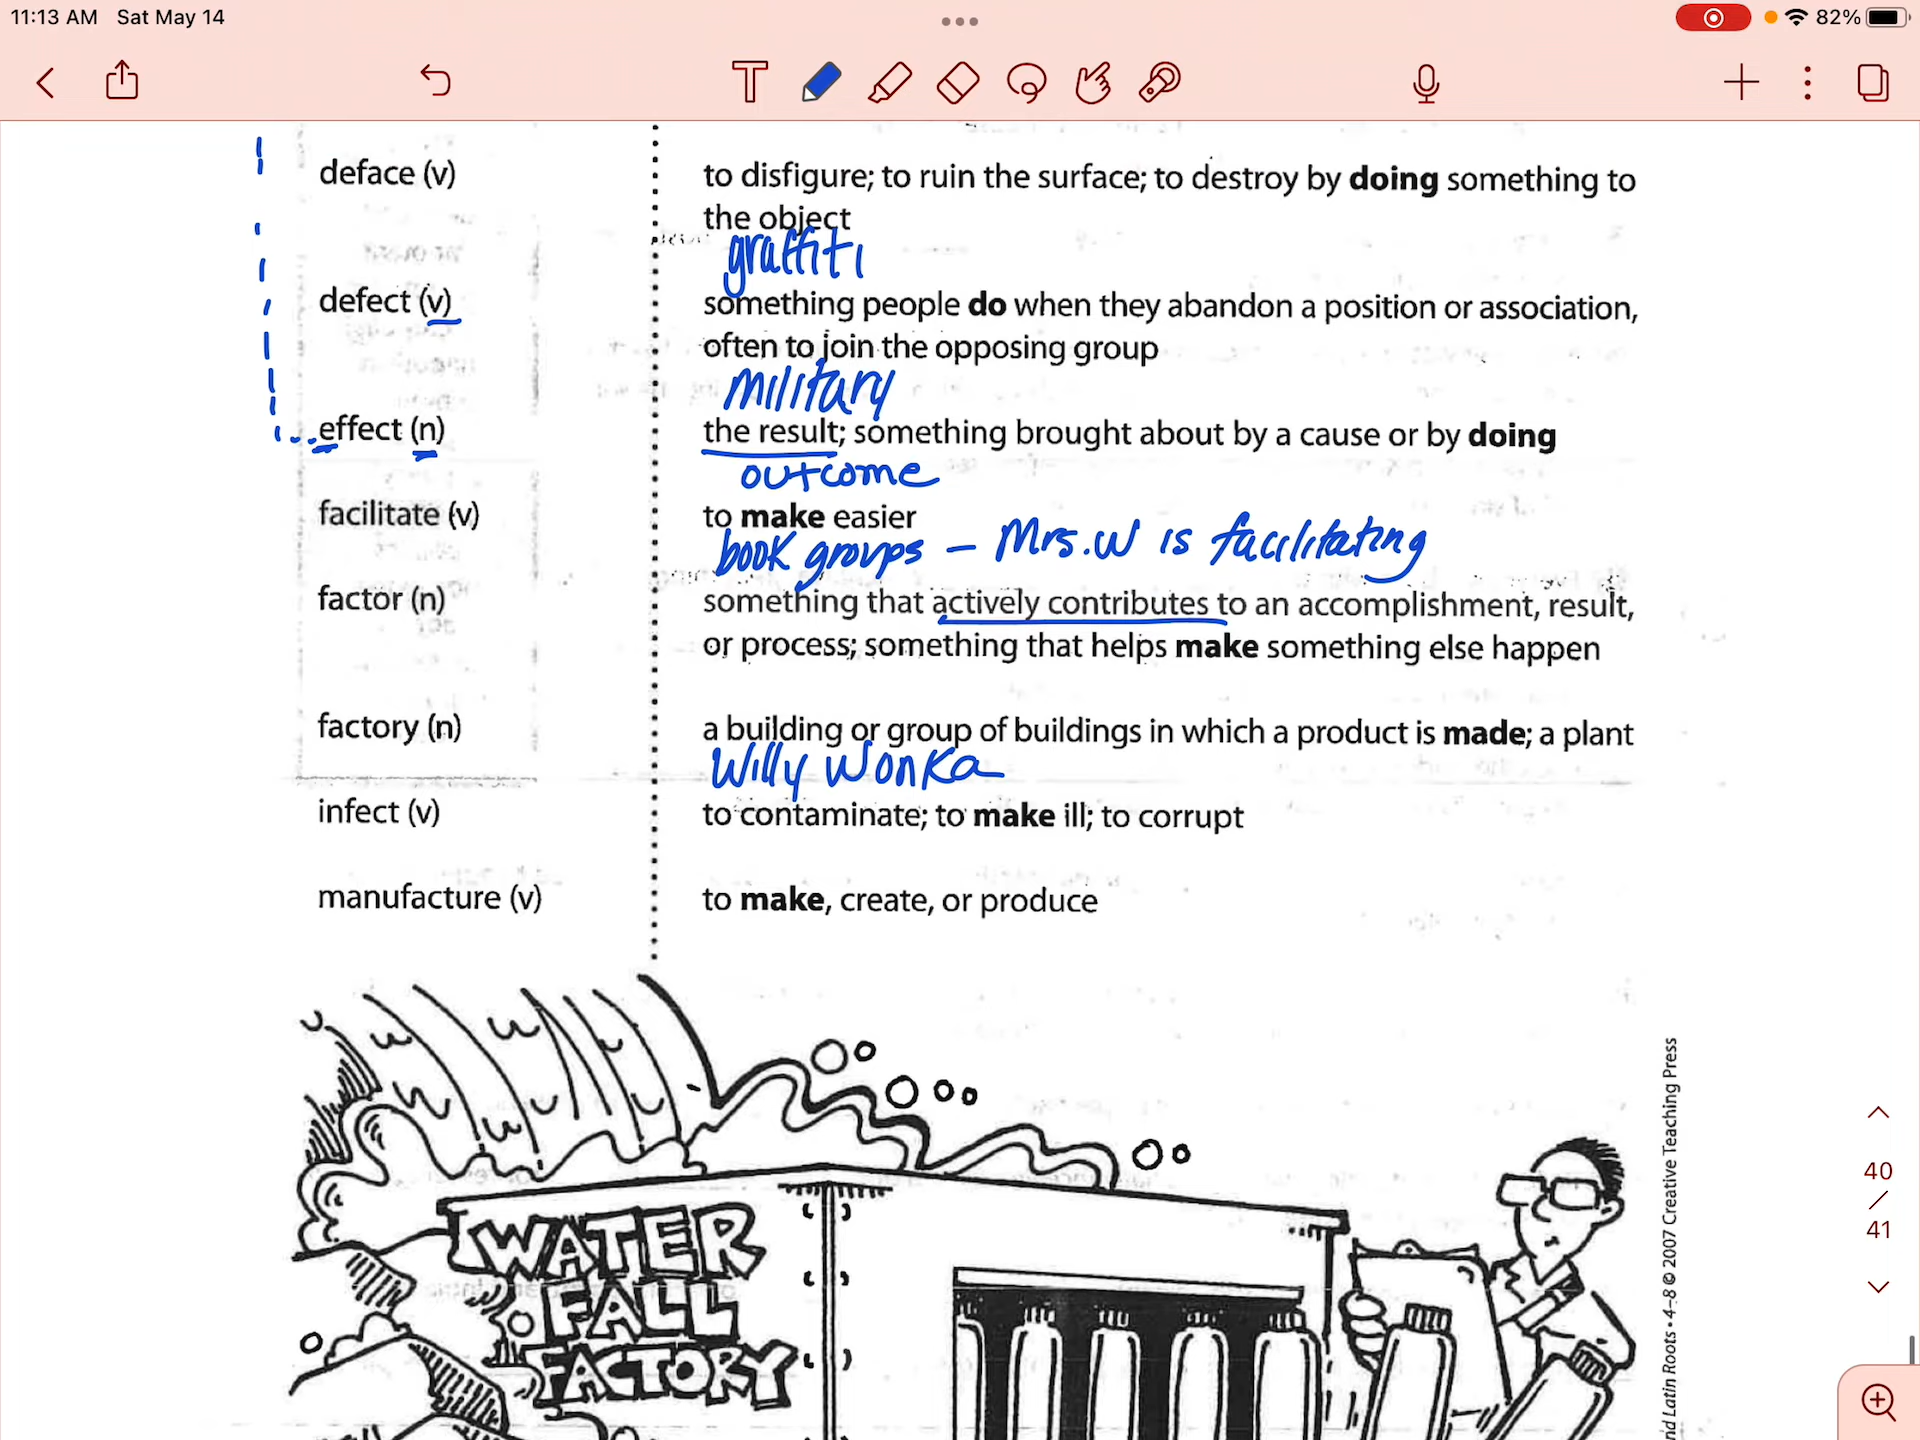 11:13 AM Sat May 14
82%
deface (v) to disfigure; to ruin the surface; to destroy by doing something to
the object
graffiti
defect (v) something people do when they abandon a position or association,
often to join the opposing group
military
effect (n) the result; something brought about by a cause or by doing
outcome
facilitate (v) to make easier
book groups – Mrs. W is facilitating
factor (n) something that actively contributes to an accomplishment, result,
or process; something that helps make something else happen
factory (n) a building or group of buildings in which a product is made; a plant
Willy Wonka
infect (v) to contaminate; to make ill; to corrupt
manufacture (v) to make, create, or produce
WATER
FALL
FACTORY
Latin Roots • 4–8 © 2007 Creative Teaching Press
40
/
41